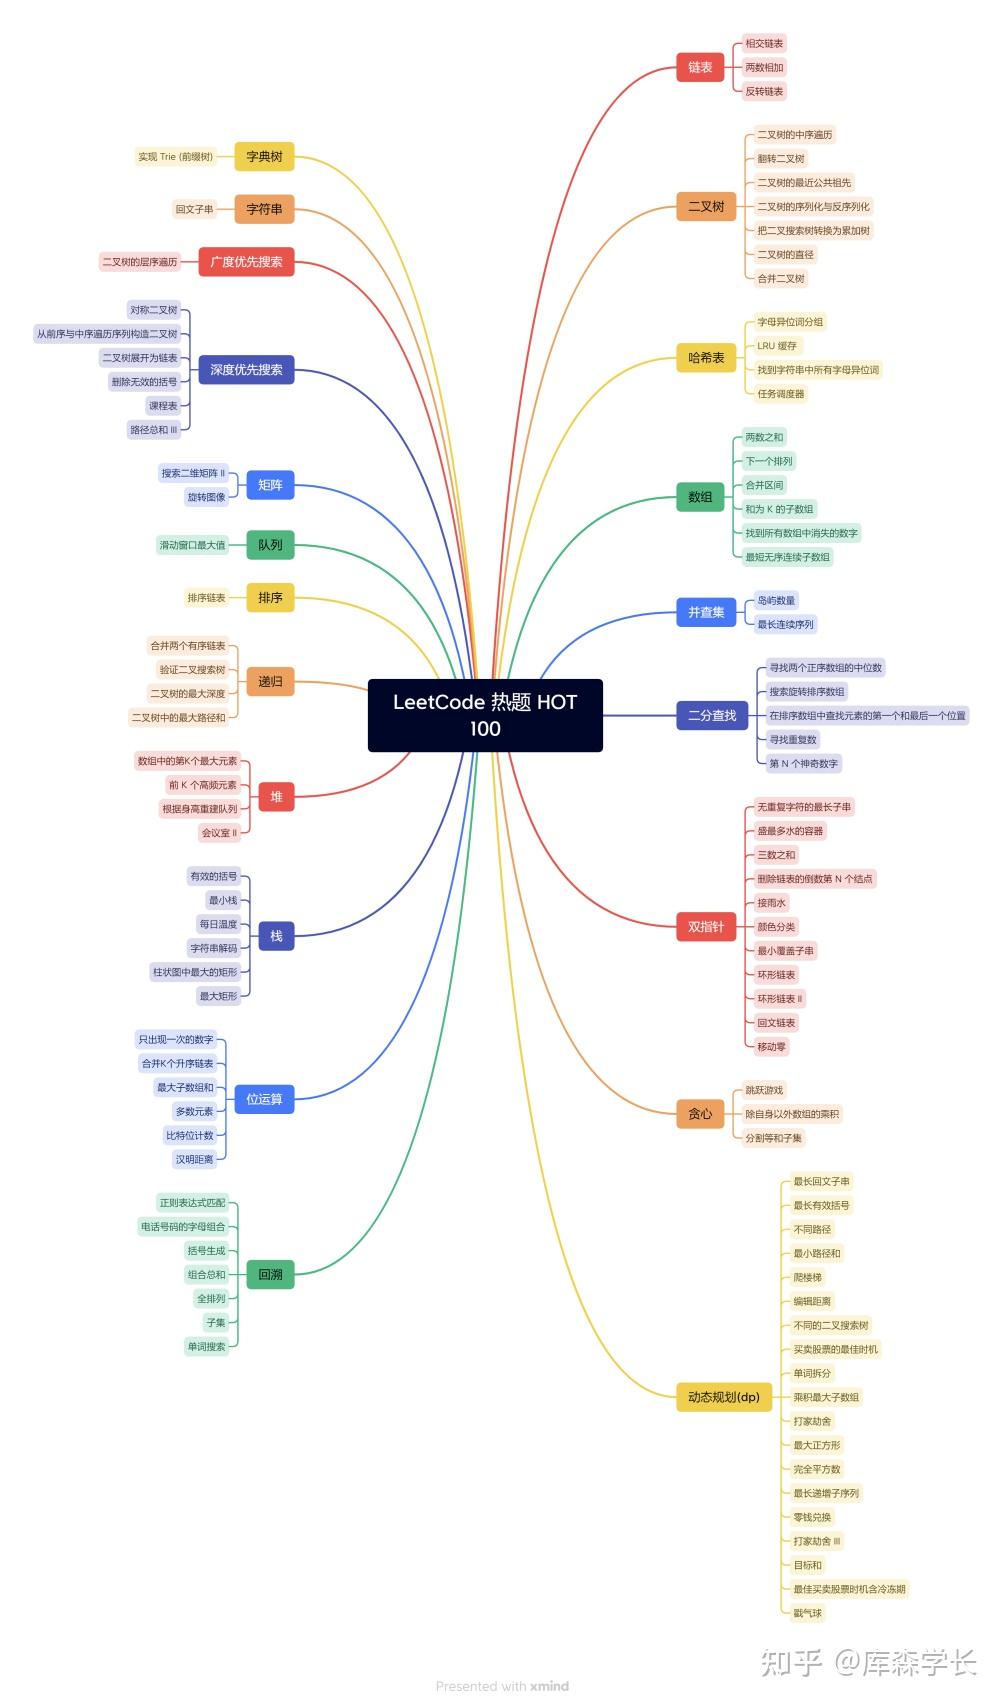 LeetCode 热题 HOT
100
链表
相交链表
两数相加
反转链表
二叉树
二叉树的中序遍历
翻转二叉树
二叉树的最近公共祖先
二叉树的序列化与反序列化
把二叉搜索树转换为累加树
二叉树的直径
合并二叉树
哈希表
字母异位词分组
LRU 缓存
找到字符串中所有字母异位词
任务调度器
数组
两数之和
下一个排列
合并区间
和为 K 的子数组
找到所有数组中消失的数字
最短无序连续子数组
并查集
岛屿数量
最长连续序列
二分查找
寻找两个正序数组的中位数
搜索旋转排序数组
在排序数组中查找元素的第一个和最后一个位置
寻找重复数
第 N 个神奇数字
双指针
无重复字符的最长子串
盛最多水的容器
三数之和
删除链表的倒数第 N 个结点
接雨水
颜色分类
最小覆盖子串
环形链表
环形链表 II
回文链表
移动零
贪心
跳跃游戏
除自身以外数组的乘积
分割等和子集
动态规划(dp)
最长回文子串
最长有效括号
不同路径
最小路径和
爬楼梯
编辑距离
不同的二叉搜索树
买卖股票的最佳时机
单词拆分
乘积最大子数组
打家劫舍
最大正方形
完全平方数
最长递增子序列
零钱兑换
打家劫舍 III
目标和
最佳买卖股票时机含冷冻期
戳气球
字典树
实现 Trie (前缀树)
字符串
回文子串
广度优先搜索
二叉树的层序遍历
深度优先搜索
对称二叉树
从前序与中序遍历序列构造二叉树
二叉树展开为链表
删除无效的括号
课程表
路径总和 III
矩阵
搜索二维矩阵 II
旋转图像
队列
滑动窗口最大值
排序
排序链表
递归
合并两个有序链表
验证二叉搜索树
二叉树的最大深度
二叉树中的最大路径和
堆
数组中的第K个最大元素
前 K 个高频元素
根据身高重建队列
会议室 II
栈
有效的括号
最小栈
每日温度
字符串解码
柱状图中最大的矩形
最大矩形
位运算
只出现一次的数字
合并K个升序链表
最大子数组和
多数元素
比特位计数
汉明距离
回溯
正则表达式匹配
电话号码的字母组合
括号生成
组合总和
全排列
子集
单词搜索
知乎 @库森学长
Presented with xmind